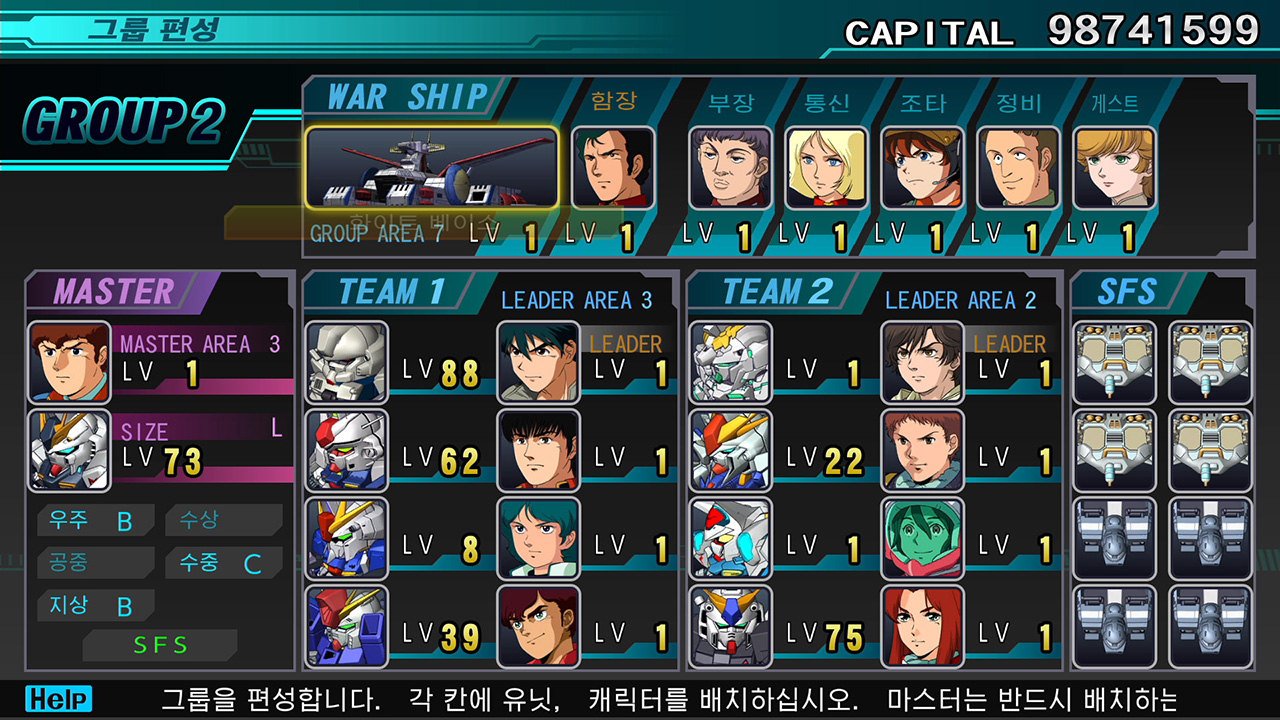 그룹 편성
CAPITAL 98741599
GROUP 2
WAR SHIP 함장 부장 통신 조타 정비 게스트
화이트 베이스
GROUP AREA 7 LV 1 LV 1 LV 1 LV 1 LV 1 LV 1 LV 1
MASTER
MASTER AREA 3
LV 1
SIZE L
LV 73
우주 B 수상
공중 수중 C
지상 B
SFS
TEAM 1 LEADER AREA 3
LEADER
LV 88 LV 1
LV 62 LV 1
LV 8 LV 1
LV 39 LV 1
TEAM 2 LEADER AREA 2
LEADER
LV 1 LV 1
LV 22 LV 1
LV 1 LV 1
LV 75 LV 1
SFS
Help 그룹을 편성합니다. 각 칸에 유닛, 캐릭터를 배치하십시오. 마스터는 반드시 배치하는